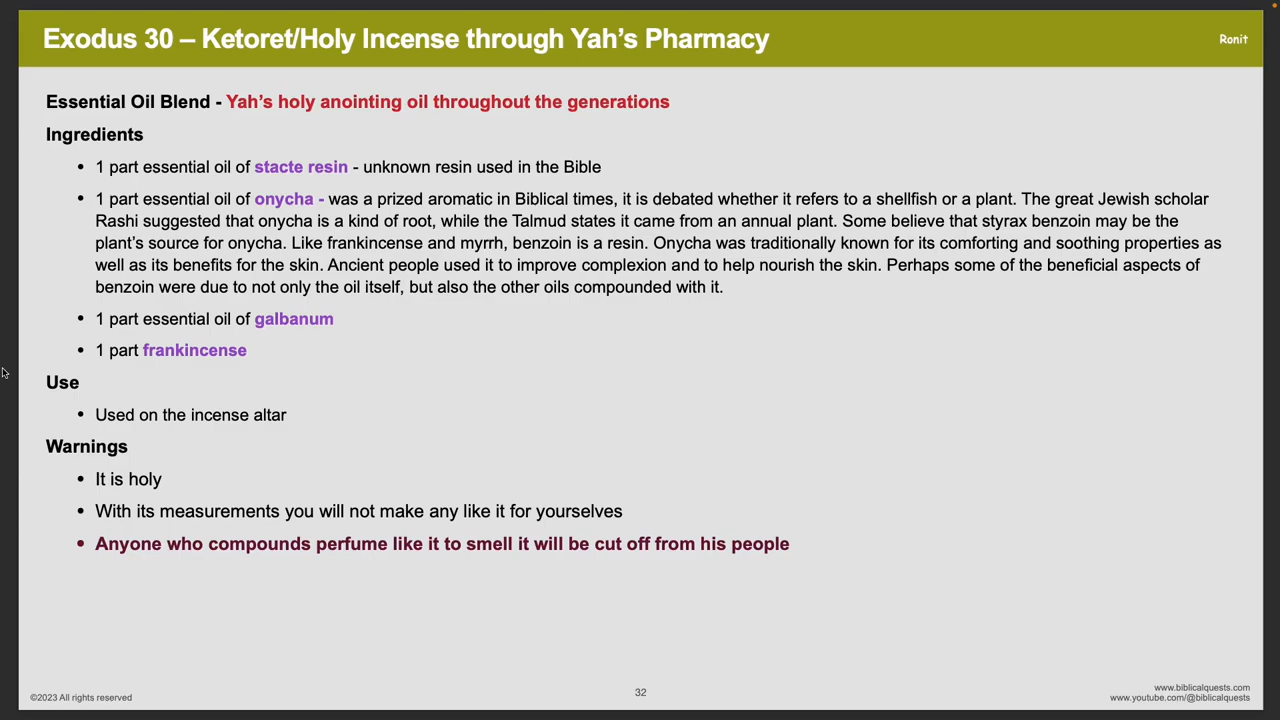 Exodus 30 – Ketoret/Holy Incense through Yah's Pharmacy
Ronit
Essential Oil Blend - Yah's holy anointing oil throughout the generations
Ingredients
• 1 part essential oil of stacte resin - unknown resin used in the Bible
• 1 part essential oil of onycha - was a prized aromatic in Biblical times, it is debated whether it refers to a shellfish or a plant. The great Jewish scholar
Rashi suggested that onycha is a kind of root, while the Talmud states it came from an annual plant. Some believe that styrax benzoin may be the
plant's source for onycha. Like frankincense and myrrh, benzoin is a resin. Onycha was traditionally known for its comforting and soothing properties as
well as its benefits for the skin. Ancient people used it to improve complexion and to help nourish the skin. Perhaps some of the beneficial aspects of
benzoin were due to not only the oil itself, but also the other oils compounded with it.
• 1 part essential oil of galbanum
• 1 part frankincense
Use
• Used on the incense altar
Warnings
• It is holy
• With its measurements you will not make any like it for yourselves
• Anyone who compounds perfume like it to smell it will be cut off from his people
©2023 All rights reserved
32
www.biblicalquests.com
www.youtube.com/@biblicalquests